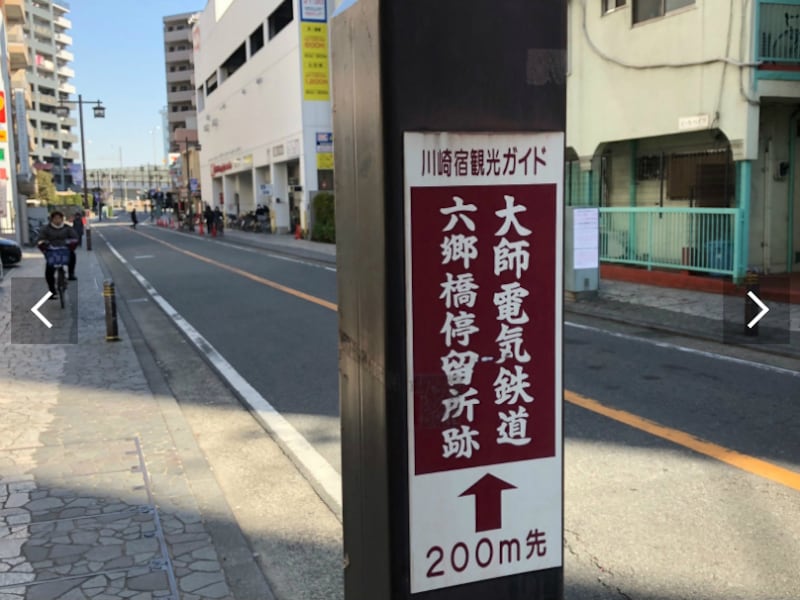 川崎宿観光ガイド
大師電気鉄道
六郷橋停留所跡
200m先